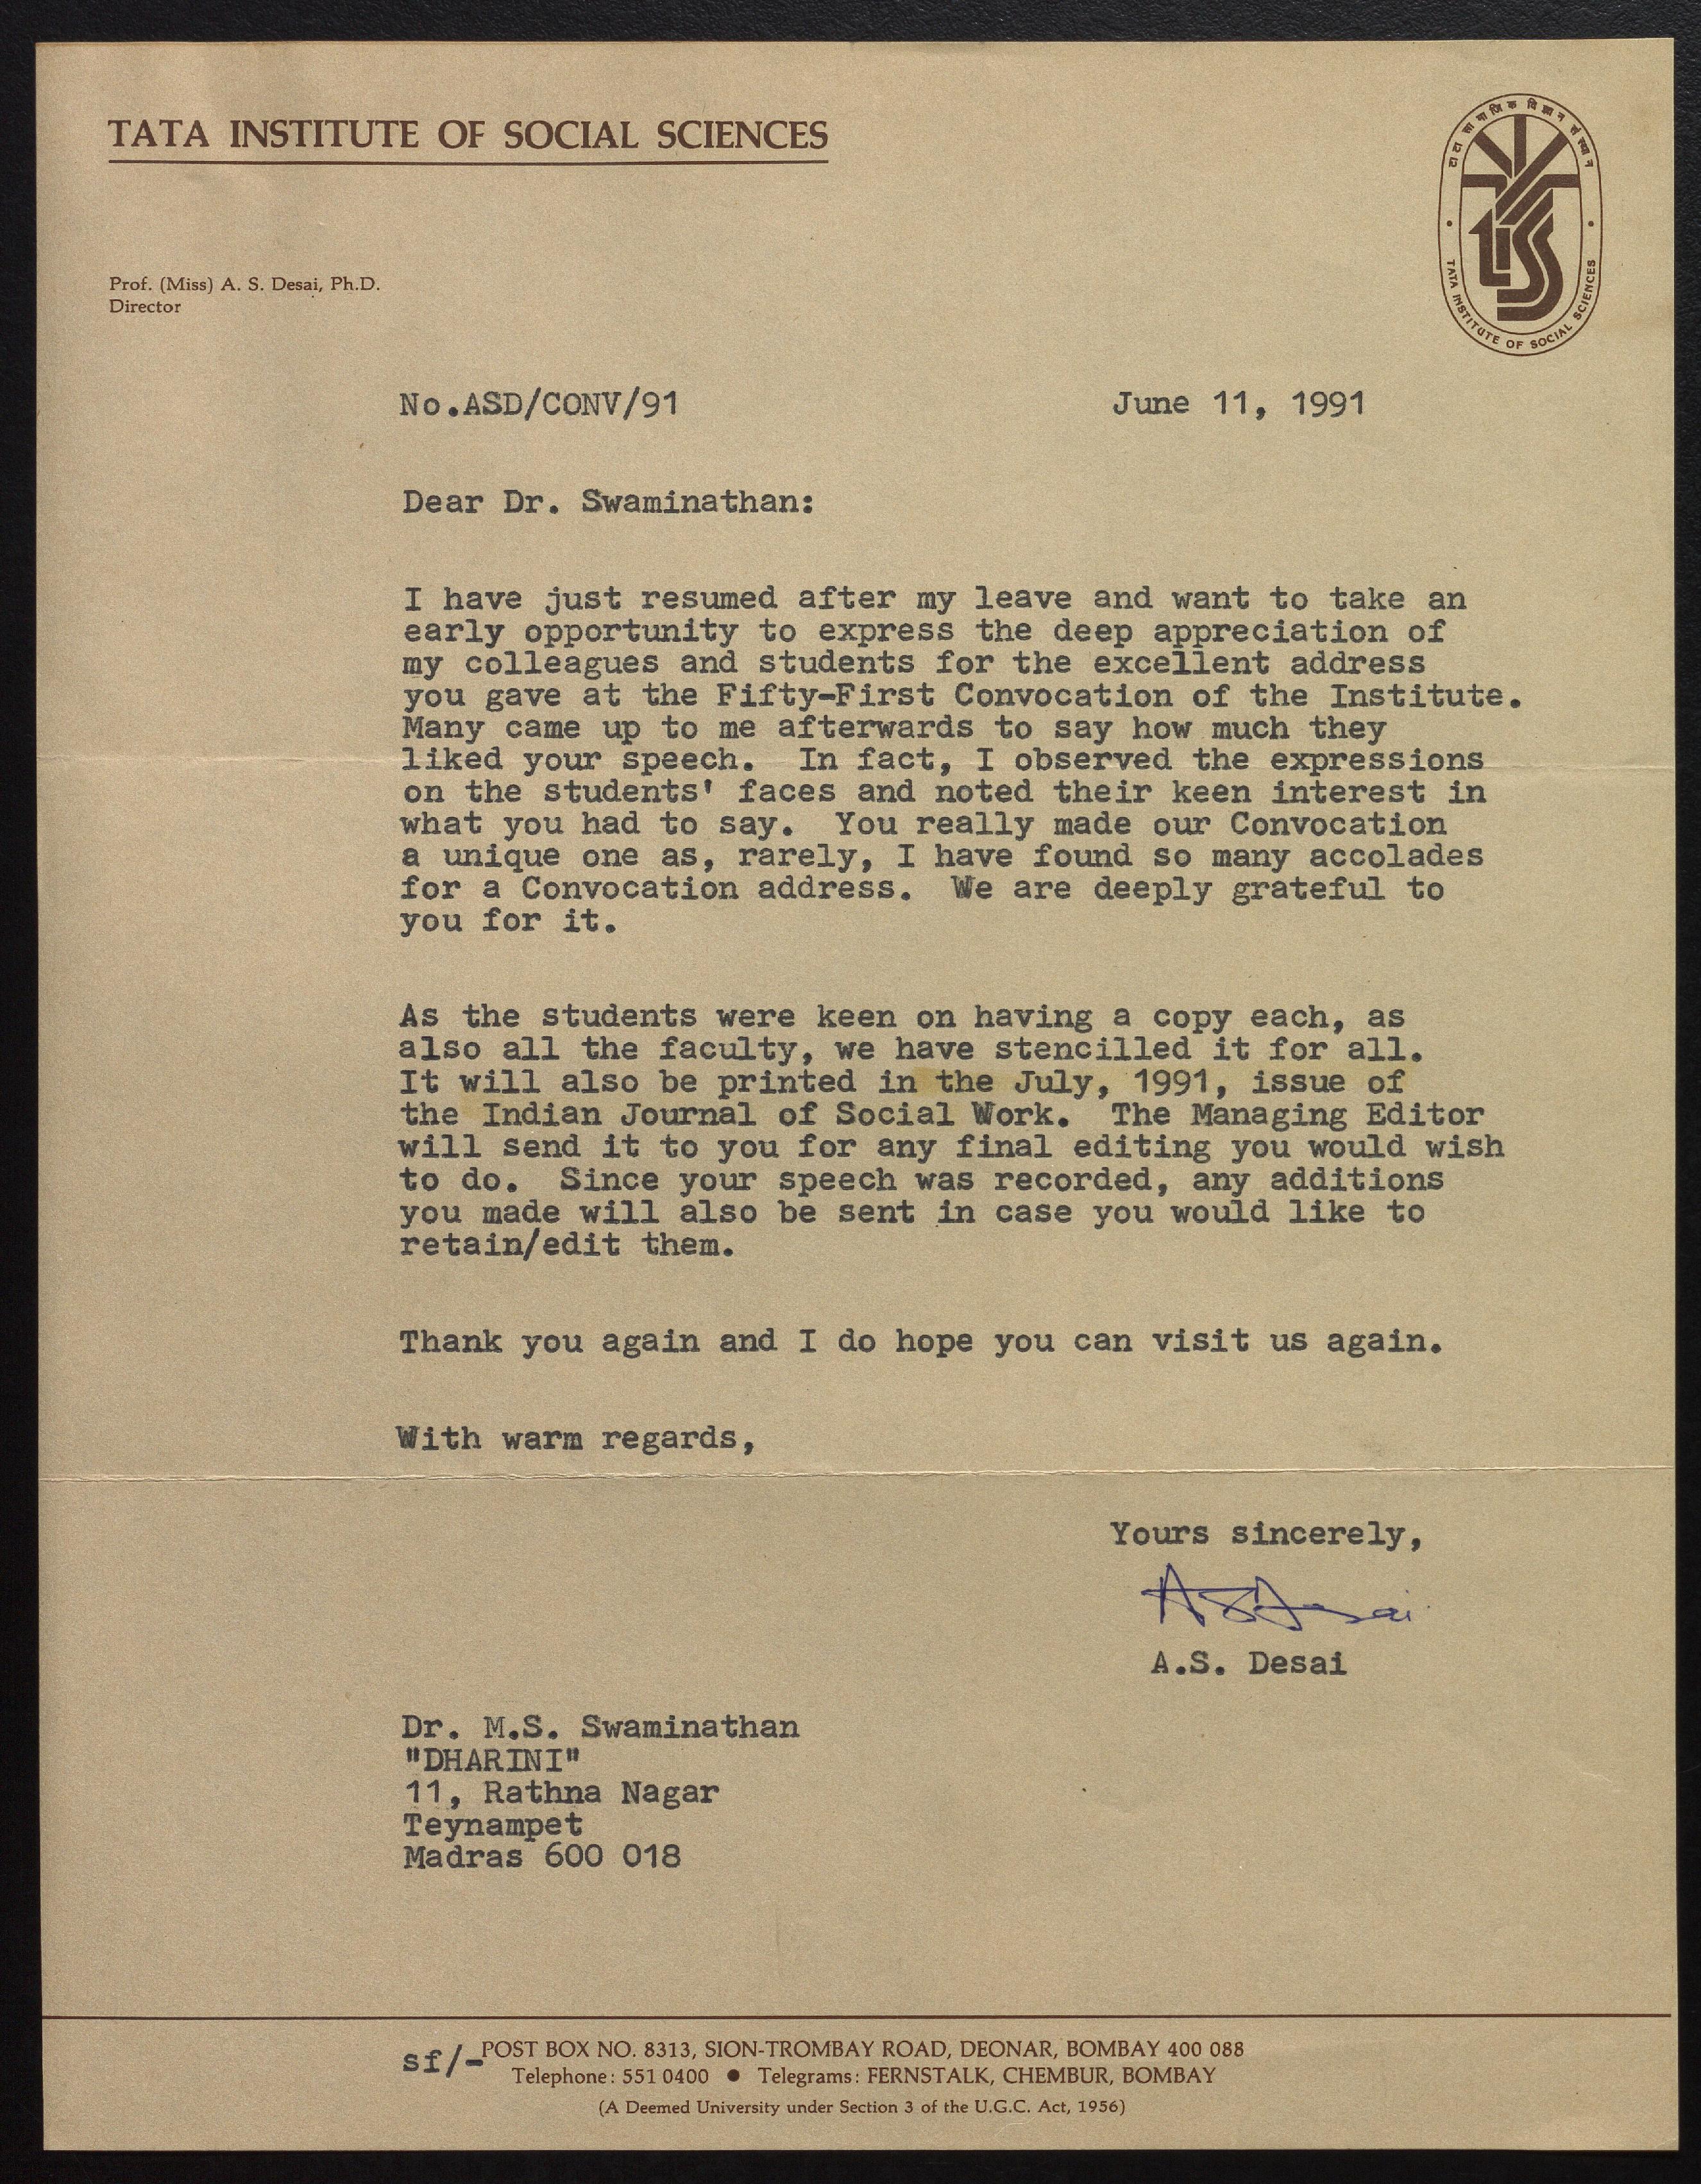 TATA INSTITUTE OF SOCIAL SCIENCES
टाटा सामाजिक विज्ञान संस्थान
TATA INSTITUTE OF SOCIAL SCIENCES
Prof. (Miss) A. S. Desai, Ph.D.
Director
No.ASD/CONV/91 June 11, 1991
Dear Dr. Swaminathan:
I have just resumed after my leave and want to take an
early opportunity to express the deep appreciation of
my colleagues and students for the excellent address
you gave at the Fifty-First Convocation of the Institute.
Many came up to me afterwards to say how much they
liked your speech. In fact, I observed the expressions
on the students' faces and noted their keen interest in
what you had to say. You really made our Convocation
a unique one as, rarely, I have found so many accolades
for a Convocation address. We are deeply grateful to
you for it.
As the students were keen on having a copy each, as
also all the faculty, we have stencilled it for all.
It will also be printed in the July, 1991, issue of
the Indian Journal of Social Work. The Managing Editor
will send it to you for any final editing you would wish
to do. Since your speech was recorded, any additions
you made will also be sent in case you would like to
retain/edit them.
Thank you again and I do hope you can visit us again.
With warm regards,
Yours sincerely,
A S Desai
A.S. Desai
Dr. M.S. Swaminathan
"DHARINI"
11, Rathna Nagar
Teynampet
Madras 600 018
sf/- POST BOX NO. 8313, SION-TROMBAY ROAD, DEONAR, BOMBAY 400 088
Telephone: 551 0400 ● Telegrams: FERNSTALK, CHEMBUR, BOMBAY
(A Deemed University under Section 3 of the U.G.C. Act, 1956)